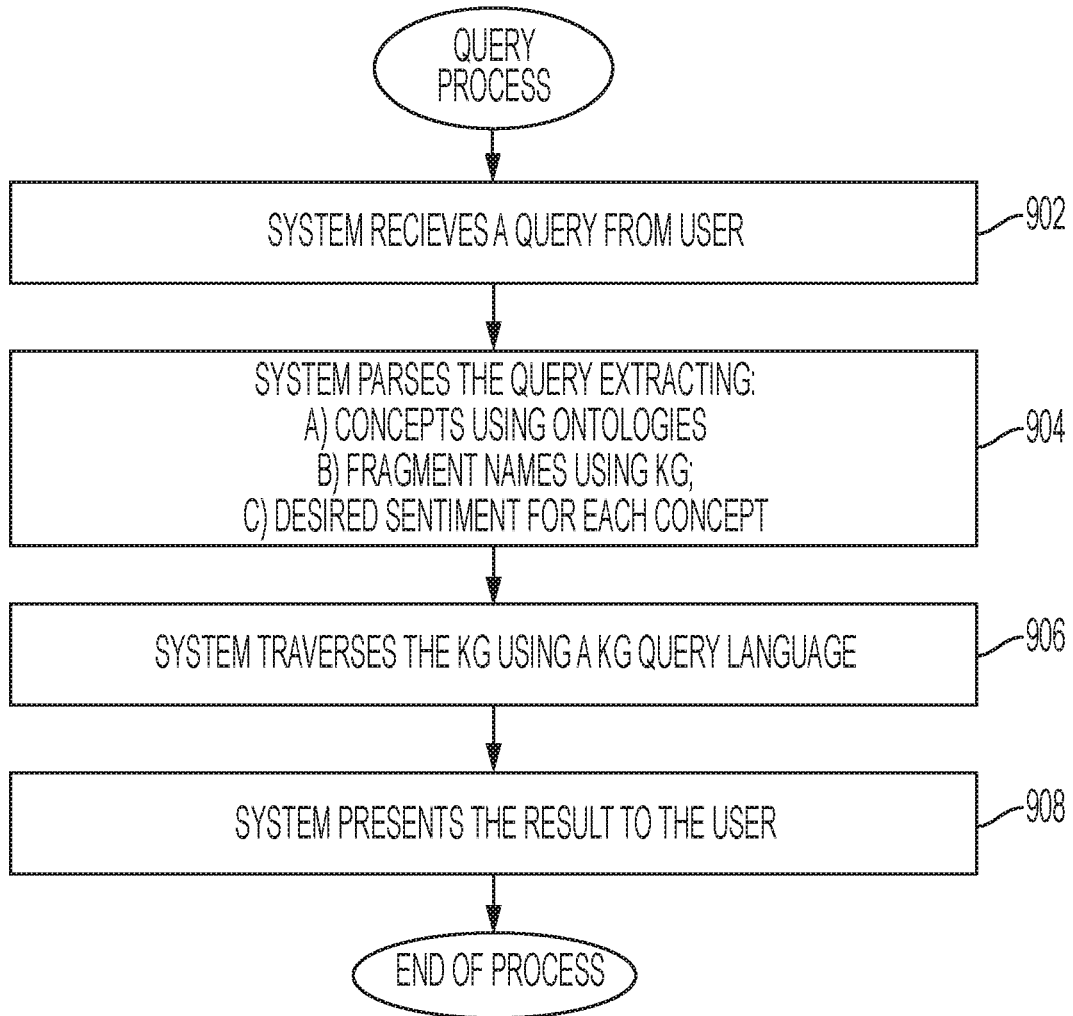 QUERY
PROCESS
SYSTEM RECIEVES A QUERY FROM USER
902
SYSTEM PARSES THE QUERY EXTRACTING:
A) CONCEPTS USING ONTOLOGIES
B) FRAGMENT NAMES USING KG;
C) DESIRED SENTIMENT FOR EACH CONCEPT
904
SYSTEM TRAVERSES THE KG USING A KG QUERY LANGUAGE
906
SYSTEM PRESENTS THE RESULT TO THE USER
908
END OF PROCESS